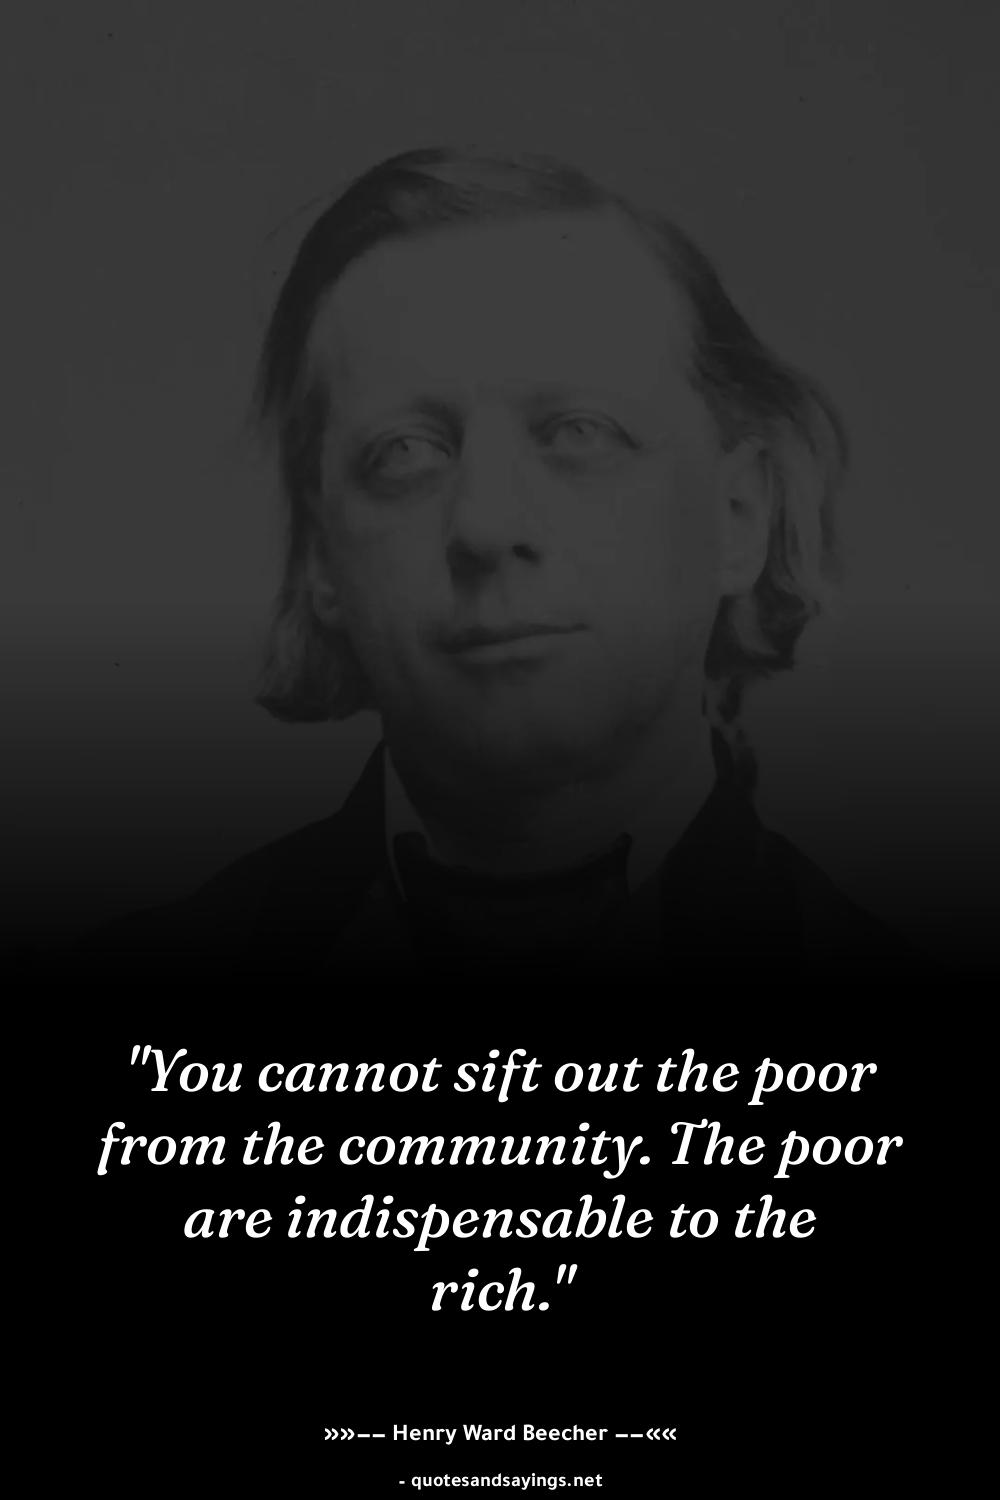 "You cannot sift out the poor
from the community. The poor
are indispensable to the
rich."
»»−− Henry Ward Beecher −−««
- quotesandsayings.net